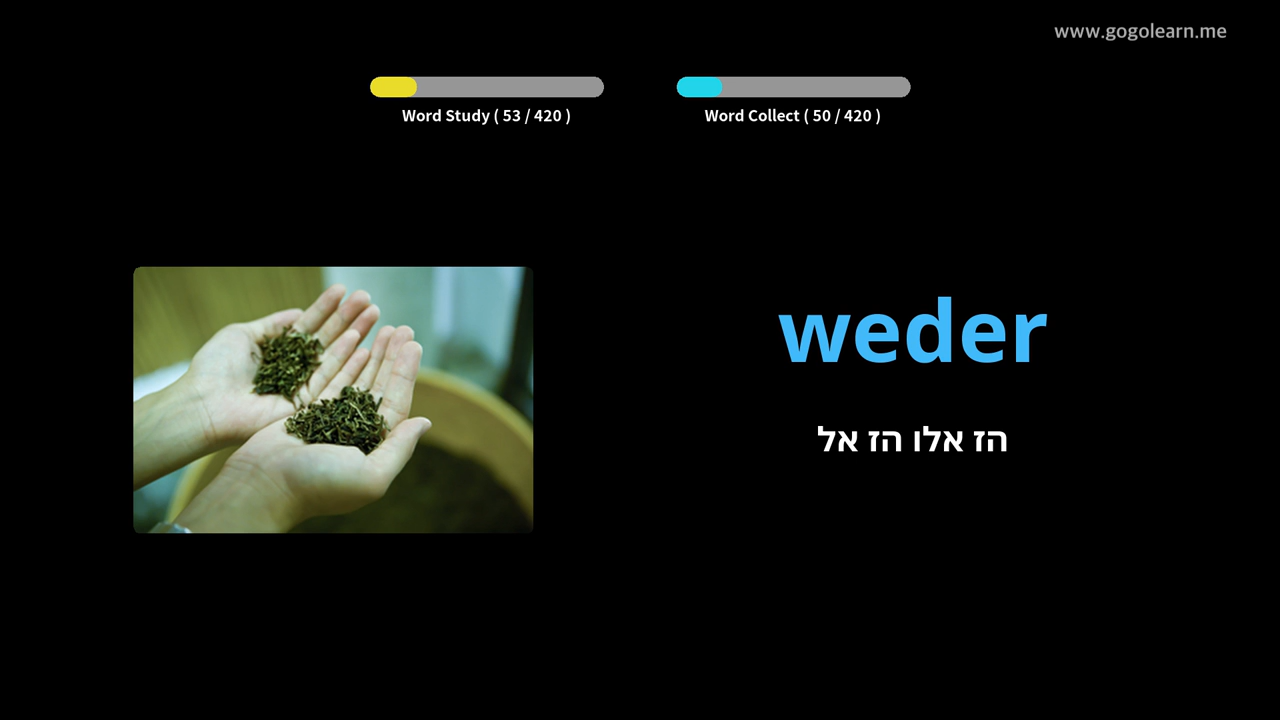 www.gogolearn.me
Word Study ( 53 / 420 )
Word Collect ( 50 / 420 )
weder
הז אלו הז אל